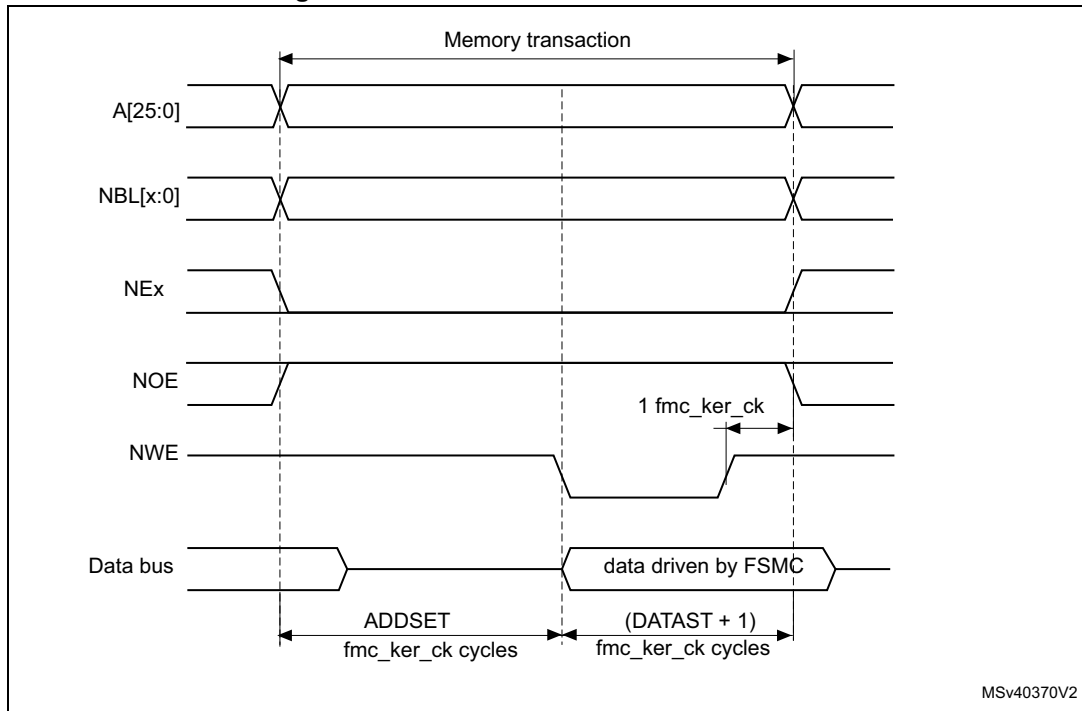 Memory transaction
A[25:0]
NBL[x:0]
NEx
NOE
1 fmc_ker_ck
NWE
Data bus
data driven by FSMC
ADDSET
fmc_ker_ck cycles
(DATAST + 1)
fmc_ker_ck cycles
MSv40370V2